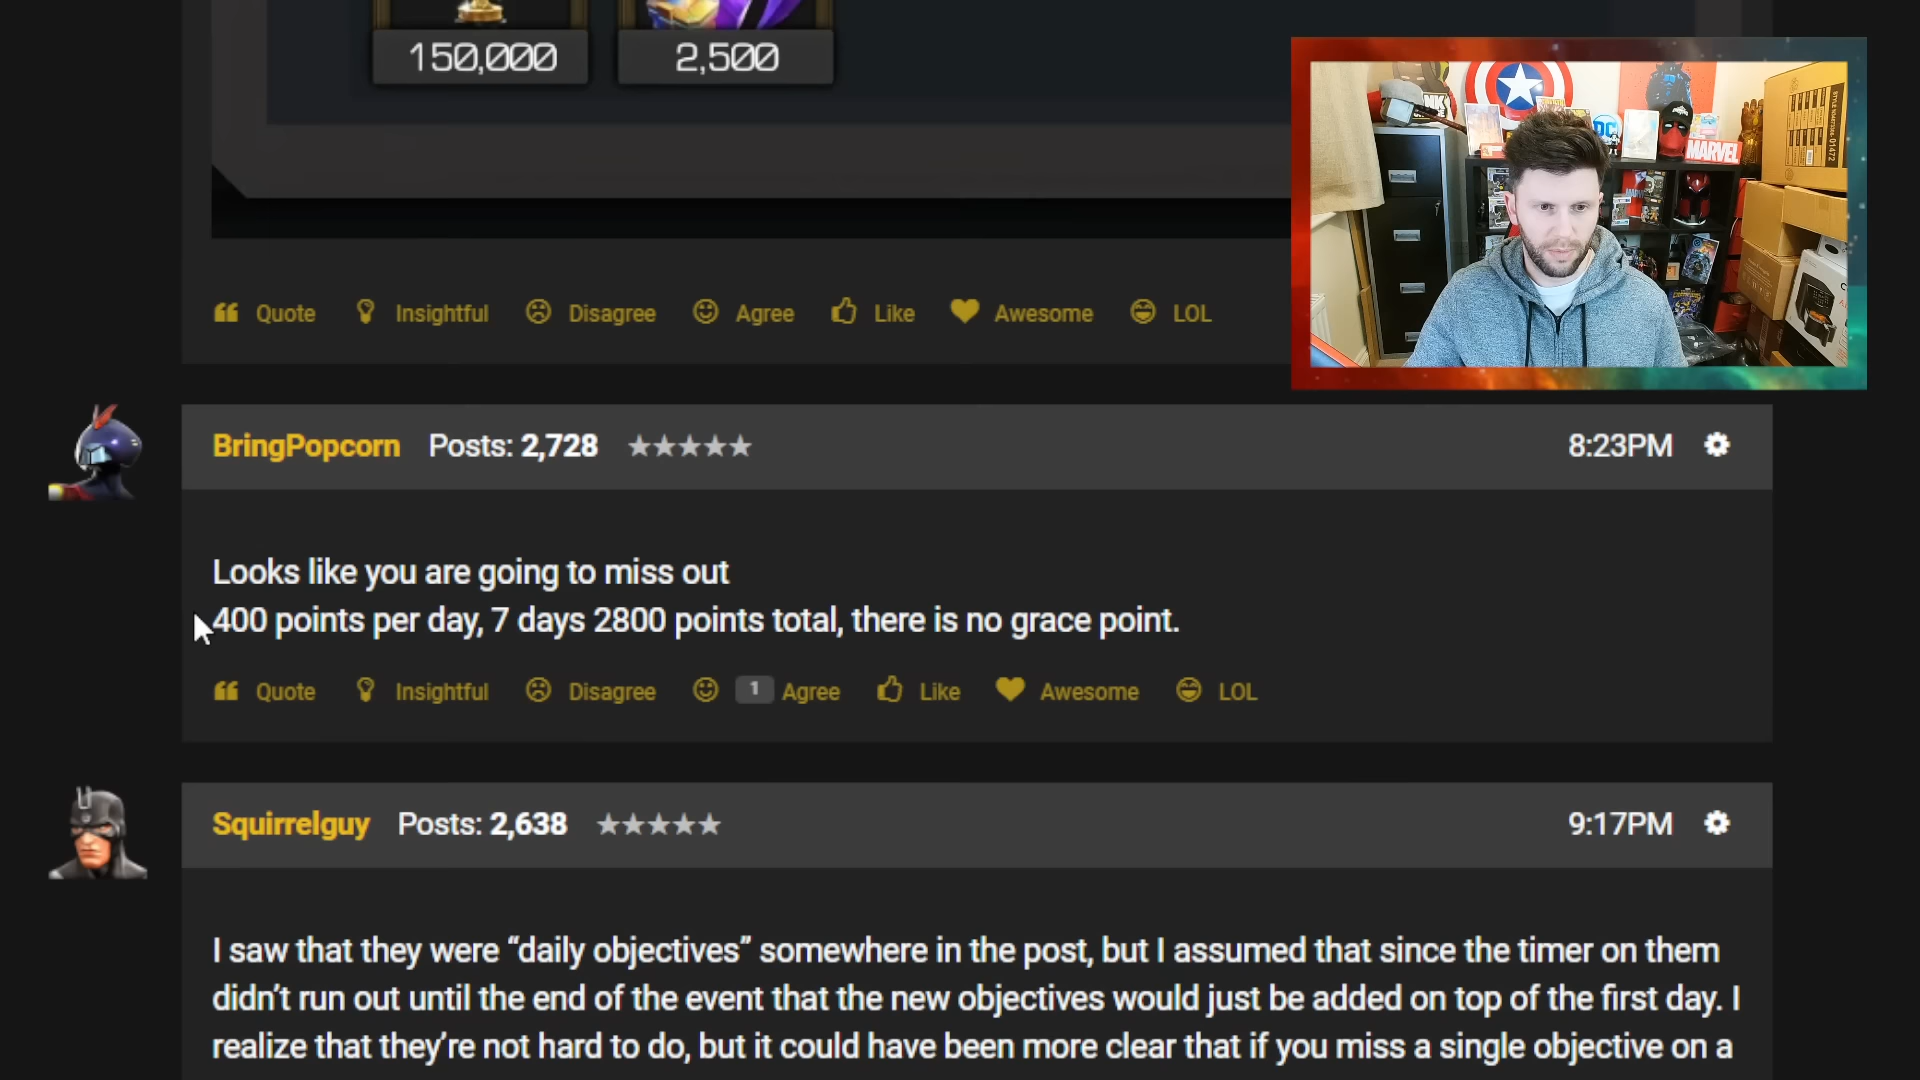 150,000
2,500
NK
DC
MARVEL
Quote Insightful Disagree Agree Like Awesome LOL
BringPopcorn Posts: 2,728 8:23PM
Looks like you are going to miss out
400 points per day, 7 days 2800 points total, there is no grace point.
Quote Insightful Disagree 1 Agree Like Awesome LOL
Squirrelguy Posts: 2,638 9:17PM
I saw that they were “daily objectives” somewhere in the post, but I assumed that since the timer on them
didn’t run out until the end of the event that the new objectives would just be added on top of the first day. I
realize that they’re not hard to do, but it could have been more clear that if you miss a single objective on a